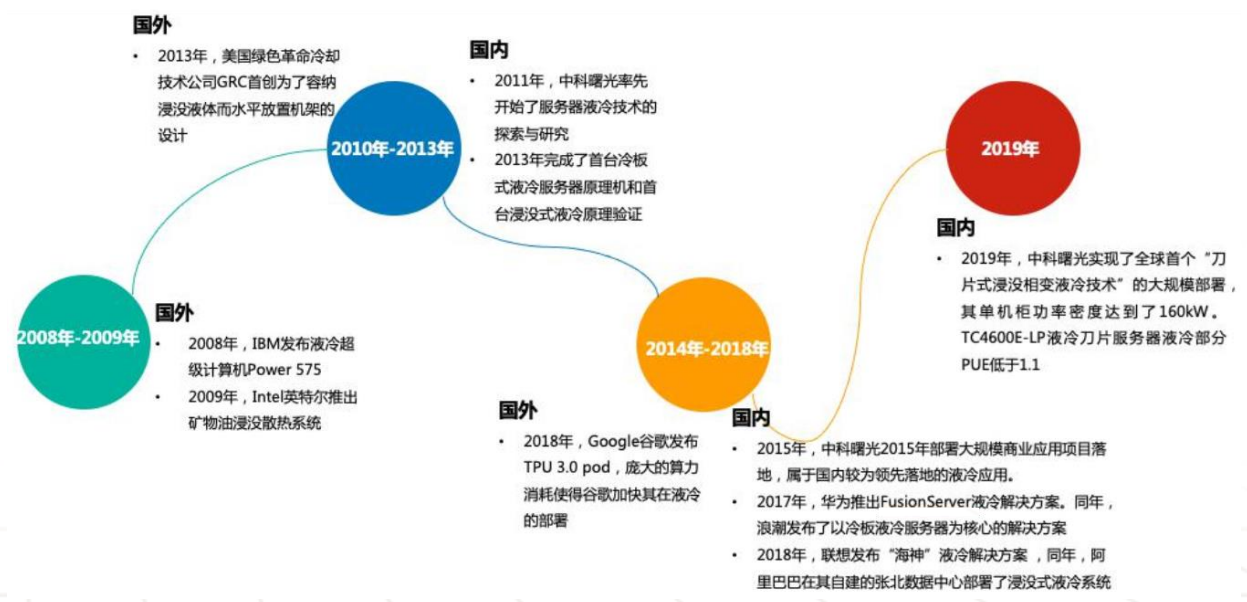 2008年-2009年
国外
• 2008年，IBM发布液冷超
级计算机Power 575
• 2009年，Intel英特尔推出
矿物油浸没散热系统
国外
• 2013年，美国绿色革命冷却
技术公司GRC首创为了容纳
浸没液体而水平放置机架的
设计
2010年-2013年
国内
• 2011年，中科曙光率先
开始了服务器液冷技术的
探索与研究
• 2013年完成了首台冷板
式液冷服务器原理机和首
台浸没式液冷原理验证
2014年-2018年
国外
• 2018年，Google谷歌发布
TPU 3.0 pod，庞大的算力
消耗使得谷歌加快其在液冷
的部署
国内
• 2015年，中科曙光2015年部署大规模商业应用项目落
地，属于国内较为领先落地的液冷应用。
• 2017年，华为推出FusionServer液冷解决方案。同年，
浪潮发布了以冷板液冷服务器为核心的解决方案
• 2018年，联想发布“海神”液冷解决方案 ，同年，阿
里巴巴在其自建的张北数据中心部署了浸没式液冷系统
2019年
国内
• 2019年，中科曙光实现了全球首个“刀
片式浸没相变液冷技术”的大规模部署，
其单机柜功率密度达到了160kW。
TC4600E-LP液冷刀片服务器液冷部分
PUE低于1.1